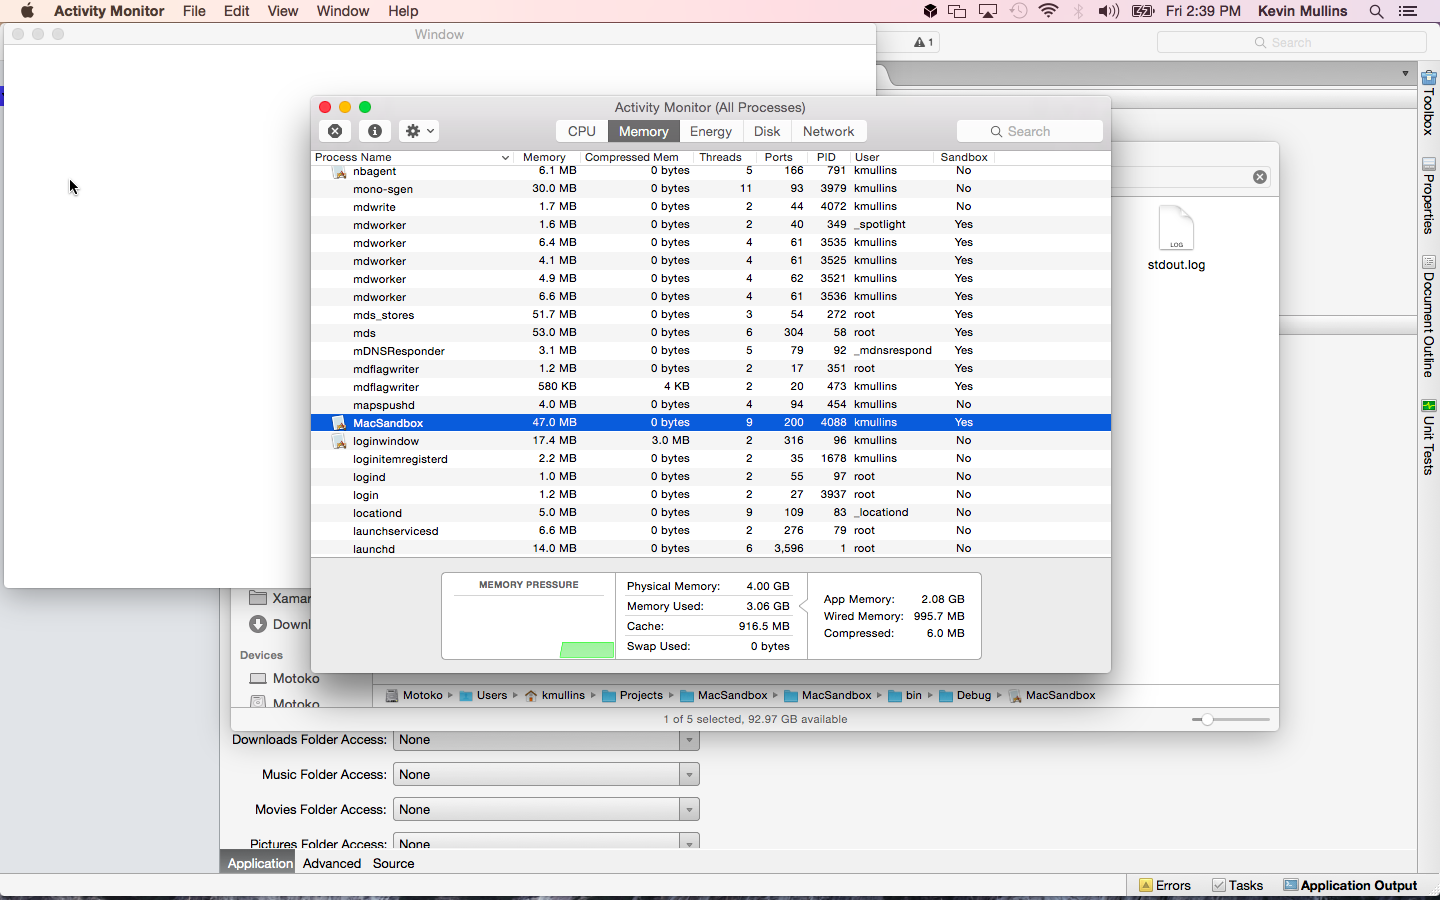 Activity Monitor File Edit View Window Help Fri 2:39 PM Kevin Mullins
Window
1
Search
Activity Monitor (All Processes)
CPU Memory Energy Disk Network
Search
Process Name Memory Compressed Mem Threads Ports PID User Sandbox
nbagent 6.1 MB 0 bytes 5 166 791 kmullins No
mono-sgen 30.0 MB 0 bytes 11 93 3979 kmullins No
mdwrite 1.7 MB 0 bytes 2 44 4072 kmullins No
mdworker 1.6 MB 0 bytes 2 40 349 _spotlight Yes
mdworker 6.4 MB 0 bytes 4 61 3535 kmullins Yes
mdworker 4.1 MB 0 bytes 4 61 3525 kmullins Yes
mdworker 4.9 MB 0 bytes 4 62 3521 kmullins Yes
mdworker 6.6 MB 0 bytes 4 61 3536 kmullins Yes
mds_stores 51.7 MB 0 bytes 3 54 272 root Yes
mds 53.0 MB 0 bytes 6 304 58 root Yes
mDNSResponder 3.1 MB 0 bytes 5 79 92 _mdnsrespond Yes
mdflagwriter 1.2 MB 0 bytes 2 17 351 root Yes
mdflagwriter 580 KB 4 KB 2 20 473 kmullins Yes
mapspushd 4.0 MB 0 bytes 4 94 454 kmullins No
MacSandbox 47.0 MB 0 bytes 9 200 4088 kmullins Yes
loginwindow 17.4 MB 3.0 MB 2 316 96 kmullins No
loginitemregisterd 2.2 MB 0 bytes 2 35 1678 kmullins No
logind 1.0 MB 0 bytes 2 55 97 root No
login 1.2 MB 0 bytes 2 27 3937 root No
locationd 5.0 MB 0 bytes 9 109 83 _locationd No
launchservicesd 6.6 MB 0 bytes 2 276 79 root No
launchd 14.0 MB 0 bytes 6 3,596 1 root No
MEMORY PRESSURE
Physical Memory: 4.00 GB
Memory Used: 3.06 GB
Cache: 916.5 MB
Swap Used: 0 bytes
App Memory: 2.08 GB
Wired Memory: 995.7 MB
Compressed: 6.0 MB
LOG
stdout.log
Toolbox
Properties
Document Outline
Unit Tests
Xamar
Downl
Devices
Motoko
Motoko
Motoko Users kmullins Projects MacSandbox MacSandbox bin Debug MacSandbox
1 of 5 selected, 92.97 GB available
Downloads Folder Access: None
Music Folder Access: None
Movies Folder Access: None
Pictures Folder Access: None
Application Advanced Source
Errors Tasks Application Output